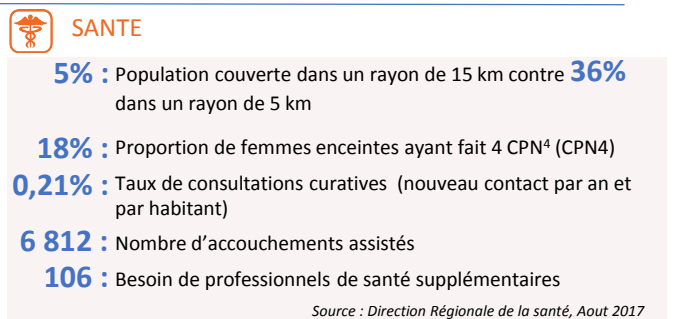 SANTE
5% : Population couverte dans un rayon de 15 km contre 36%
dans un rayon de 5 km
18% : Proportion de femmes enceintes ayant fait 4 CPN⁴ (CPN4)
0,21% : Taux de consultations curatives (nouveau contact par an et
par habitant)
6 812 : Nombre d’accouchements assistés
106 : Besoin de professionnels de santé supplémentaires
Source : Direction Régionale de la santé, Aout 2017